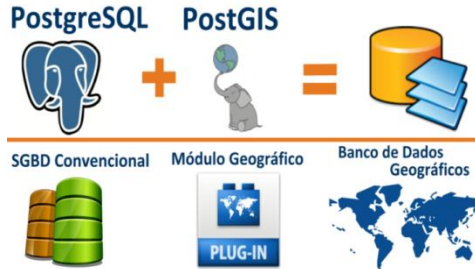 PostgreSQL PostGIS
+ =
SGBD Convencional Módulo Geográfico Banco de Dados
Geográficos
PLUG-IN